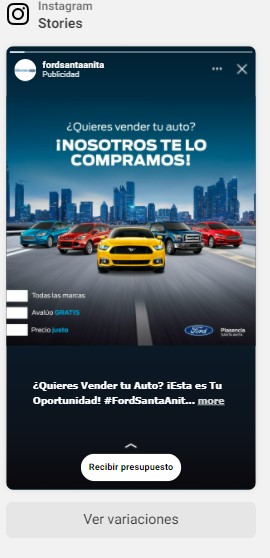 Instagram
Stories
fordsantaanita
Publicidad
¿Quieres vender tu auto?
¡NOSOTROS TE LO
COMPRAMOS!
Todas las marcas
Avalúo GRATIS
Precio justo
Ford
Plasencia
SANTA ANITA
¿Quieres Vender tu Auto? ¡Esta es Tu
Oportunidad! #FordSantaAnit... more
Recibir presupuesto
Ver variaciones